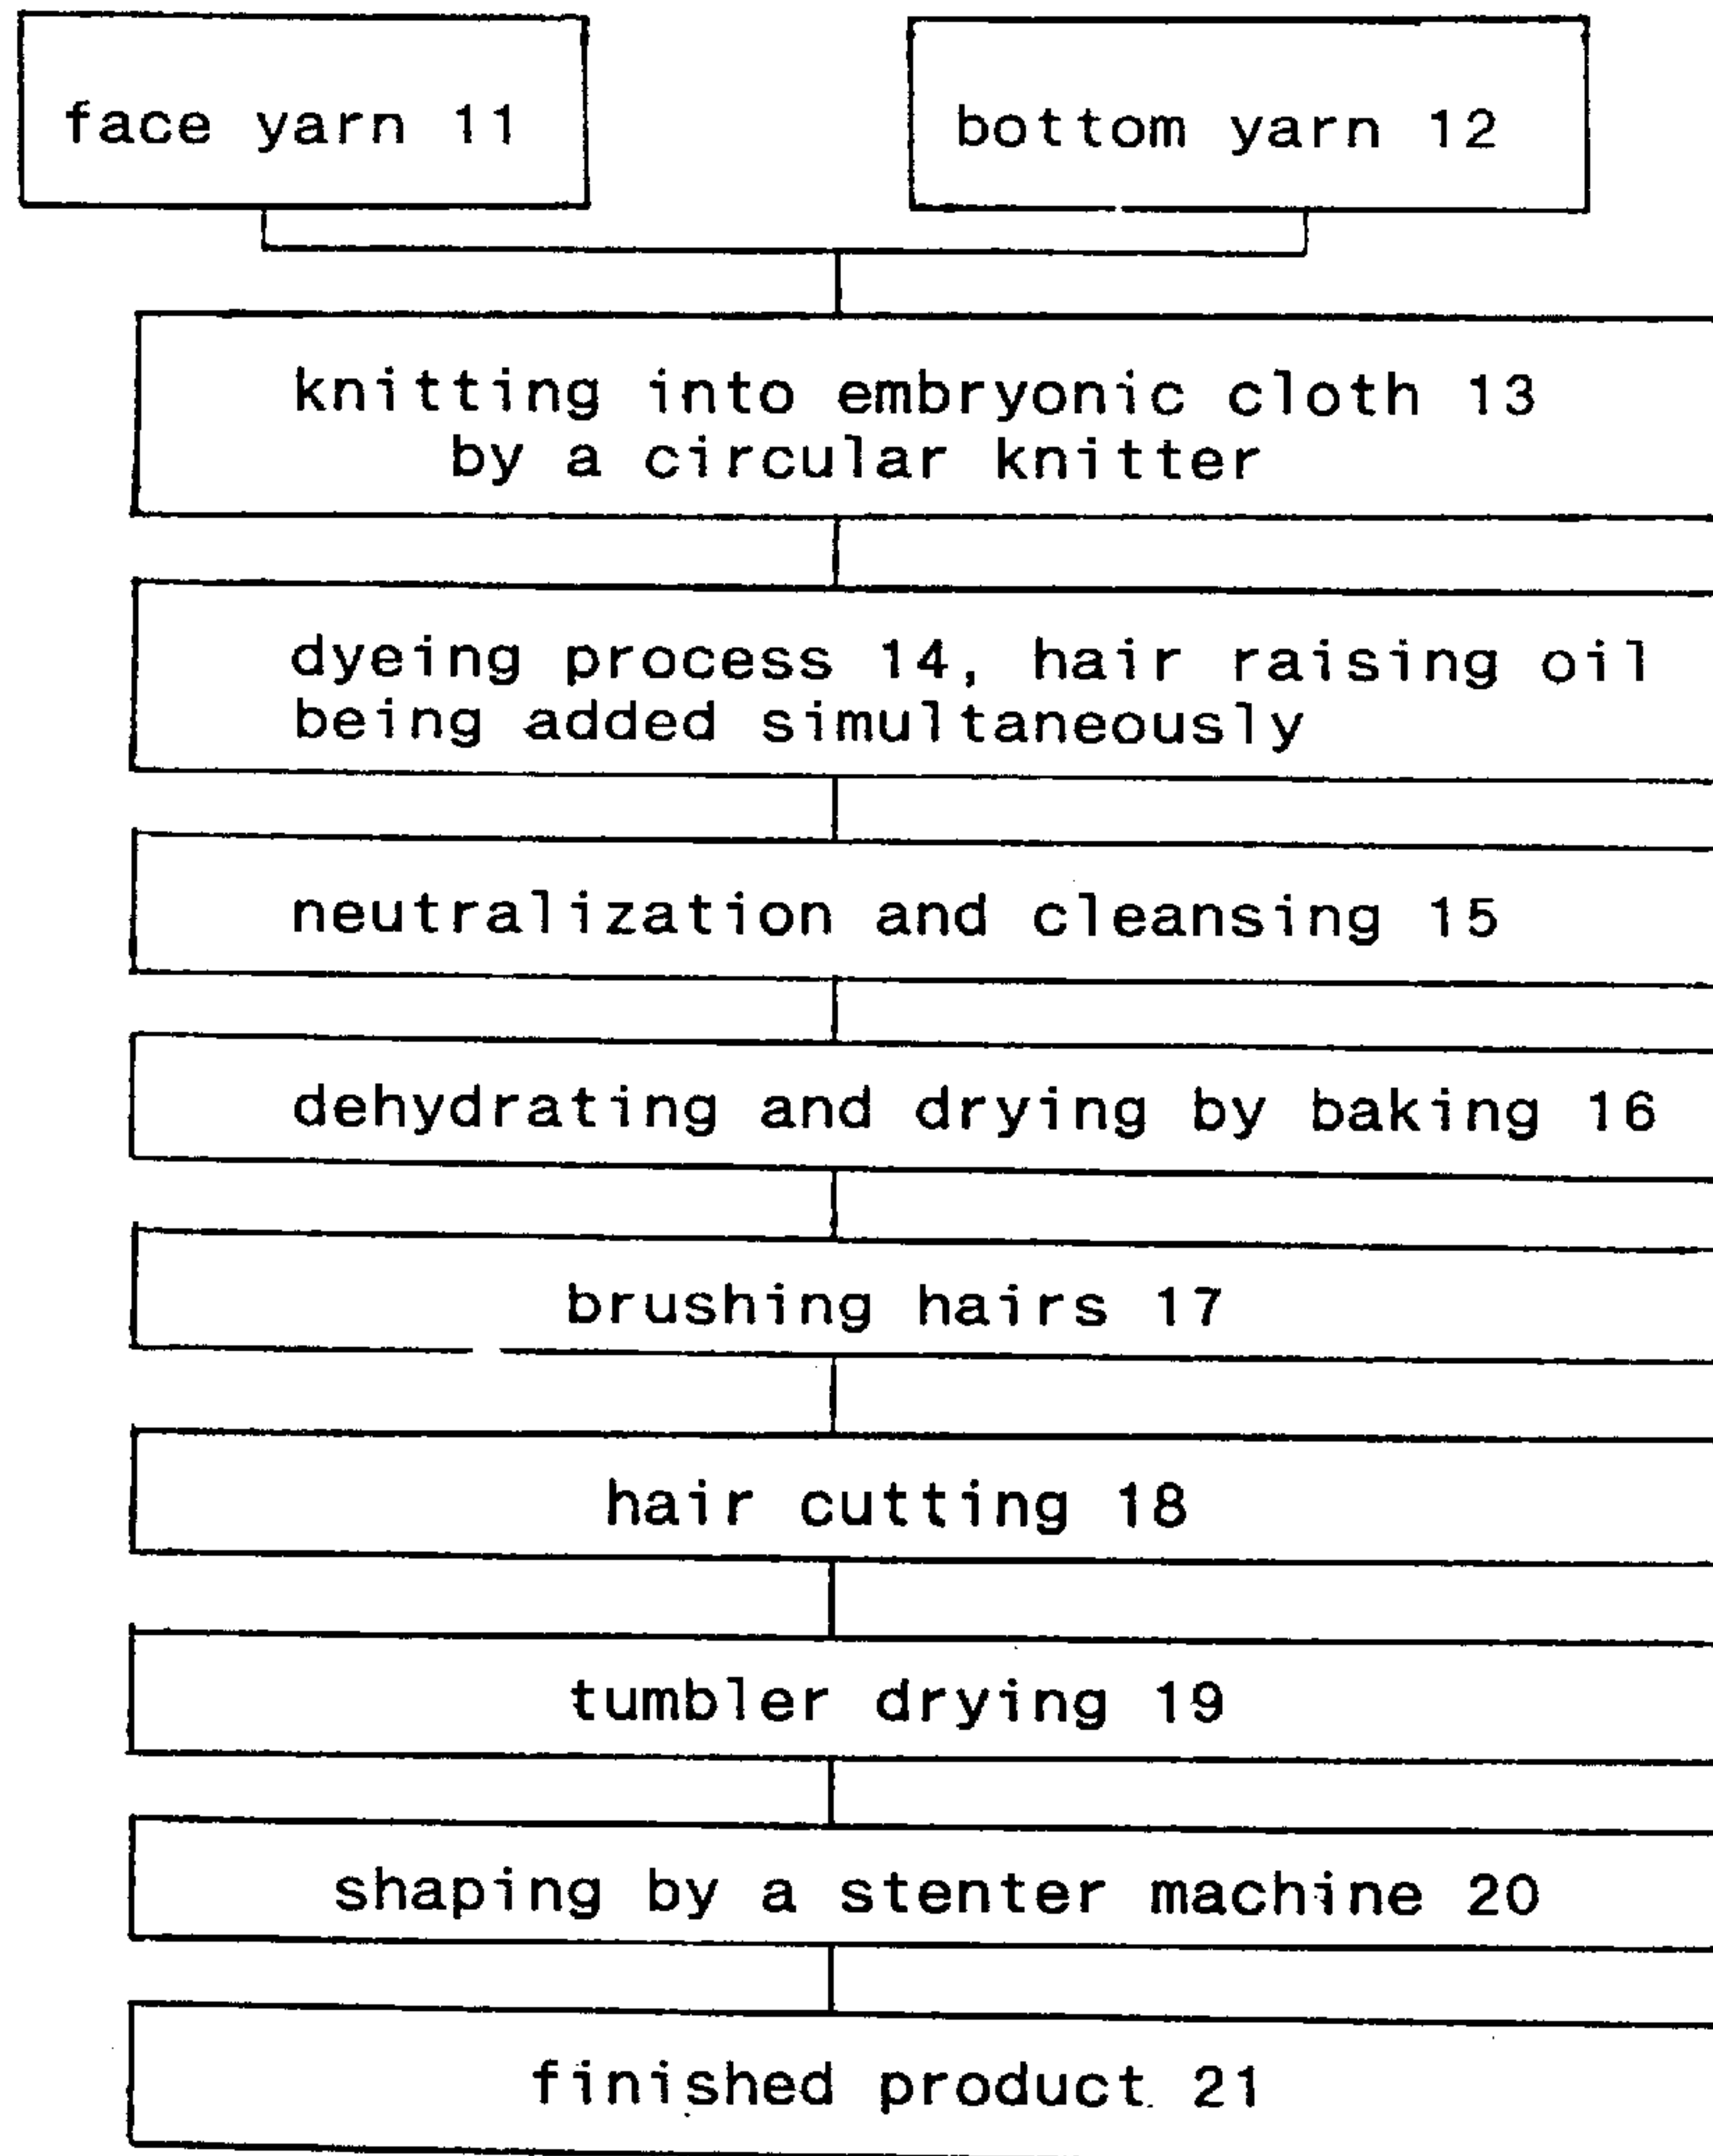 face yarn 11
bottom yarn 12
knitting into embryonic cloth 13
by a circular knitter
dyeing process 14, hair raising oil
being added simultaneously
neutralization and cleansing 15
dehydrating and drying by baking 16
brushing hairs 17
hair cutting 18
tumbler drying 19
shaping by a stenter machine 20
finished product 21